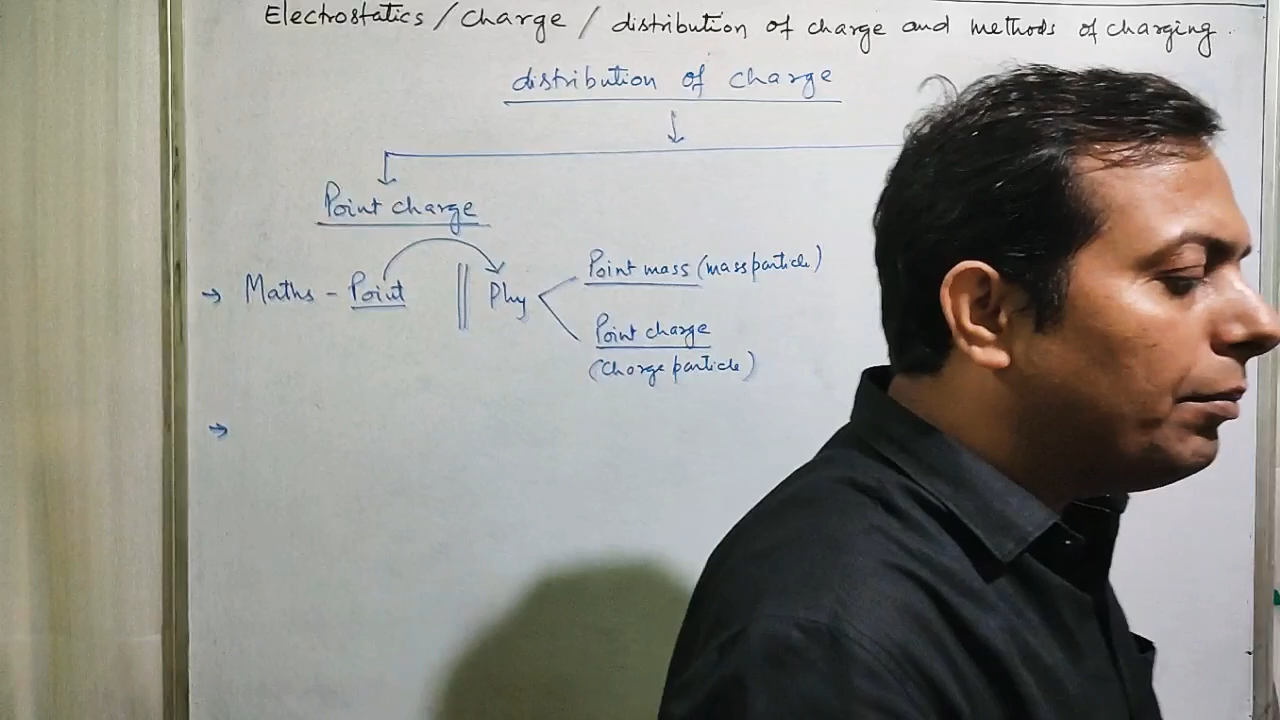 Electrostatics / charge / distribution of charge and methods of charging.
distribution of charge
↓
Point charge
→ Maths - Point || Phy
Point mass (mass particle)
Point charge
(Charge particle)
→